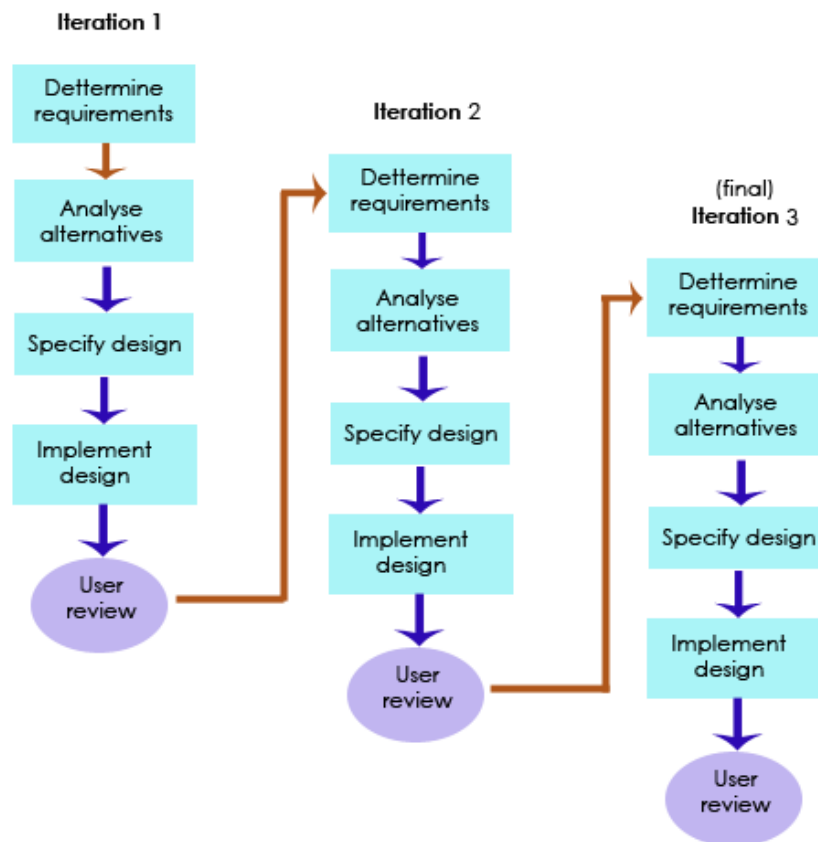 Iteration 1
Dettermine
requirements
Analyse
alternatives
Specify design
Implement
design
User
review
Iteration 2
Dettermine
requirements
Analyse
alternatives
Specify design
Implement
design
User
review
(final)
Iteration 3
Dettermine
requirements
Analyse
alternatives
Specify design
Implement
design
User
review